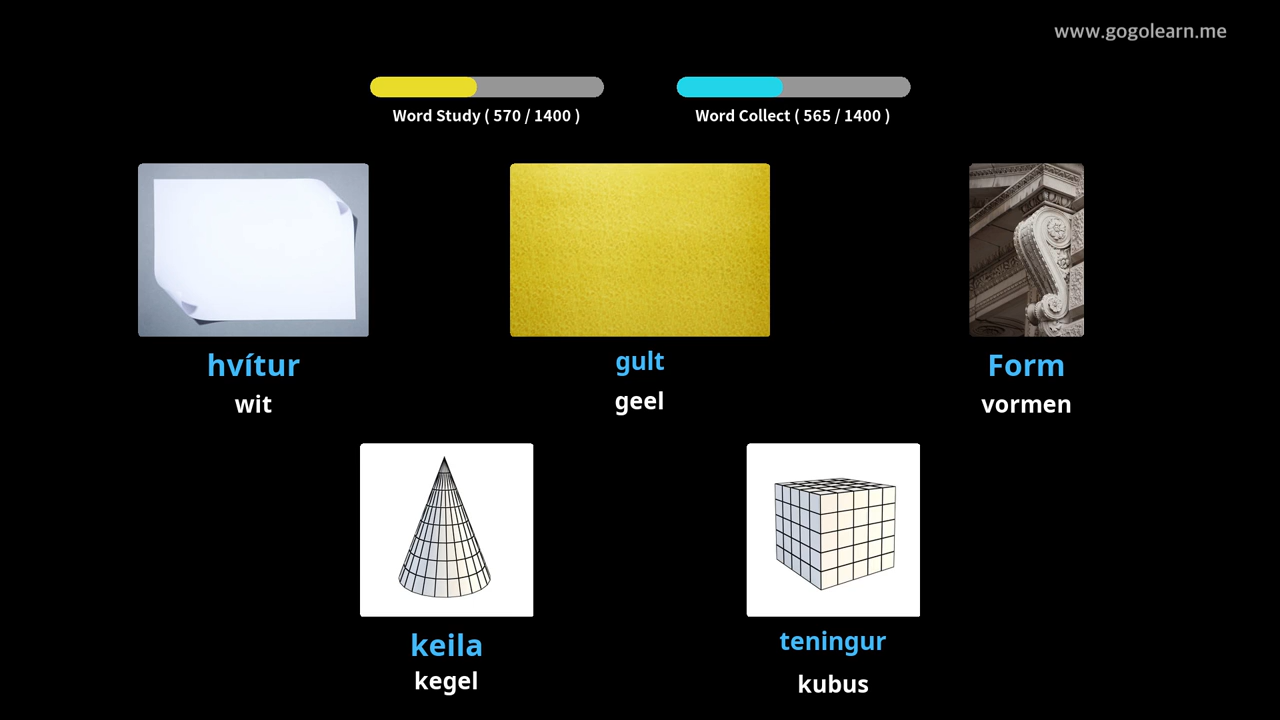 www.gogolearn.me
Word Study ( 570 / 1400 )
Word Collect ( 565 / 1400 )
hvítur
wit
gult
geel
Form
vormen
keila
kegel
teningur
kubus